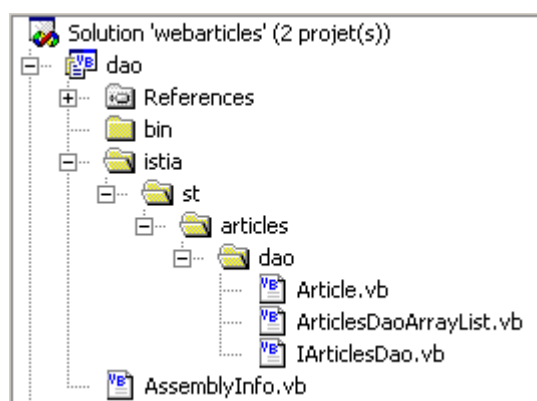 Solution 'webarticles' (2 projet(s))
dao
References
bin
istia
st
articles
dao
Article.vb
ArticlesDaoArrayList.vb
IArticlesDao.vb
AssemblyInfo.vb